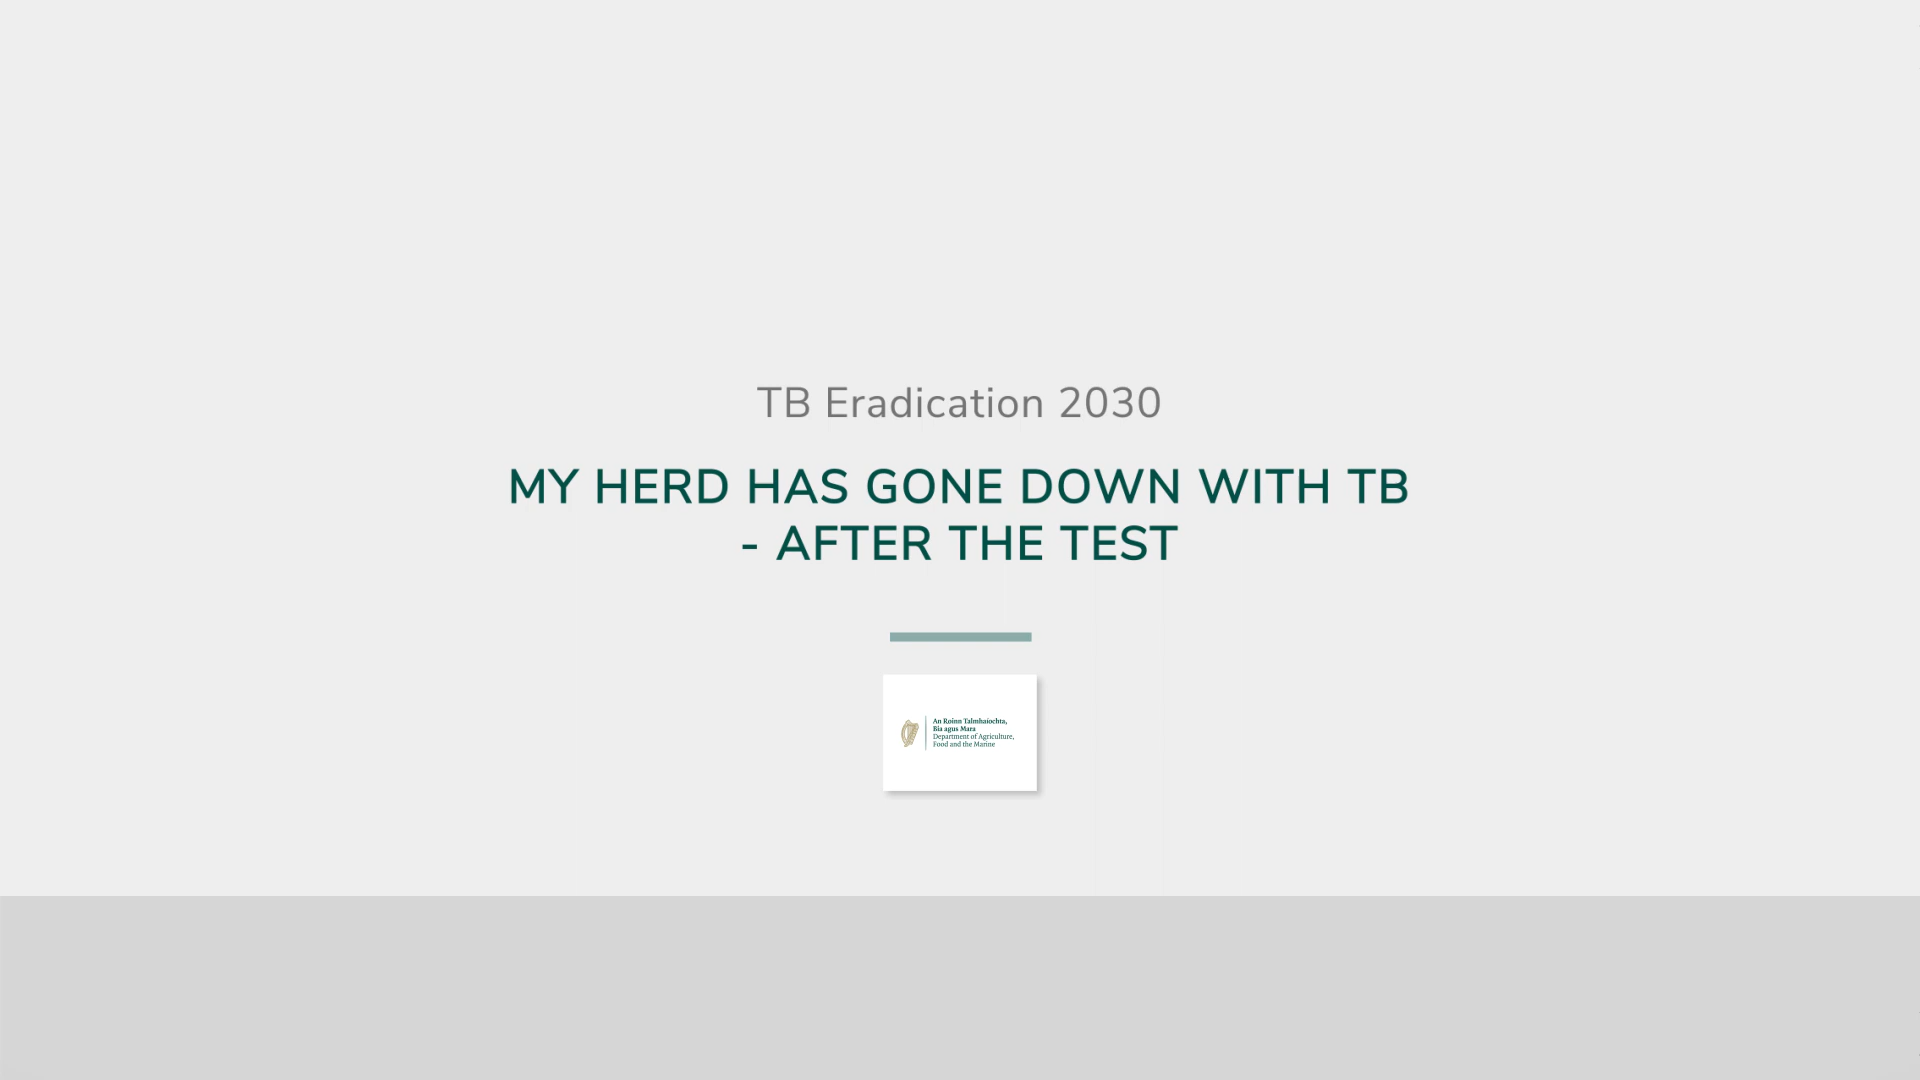 TB Eradication 2030
MY HERD HAS GONE DOWN WITH TB
- AFTER THE TEST
An Roinn Talmhaíochta,
Bia agus Mara
Department of Agriculture,
Food and the Marine